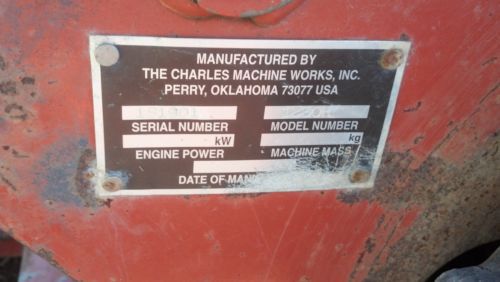 MANUFACTURED BY
THE CHARLES MACHINE WORKS, INC.
PERRY, OKLAHOMA 73077 USA
SERIAL NUMBER MODEL NUMBER
kW kg
ENGINE POWER MACHINE MASS
DATE OF